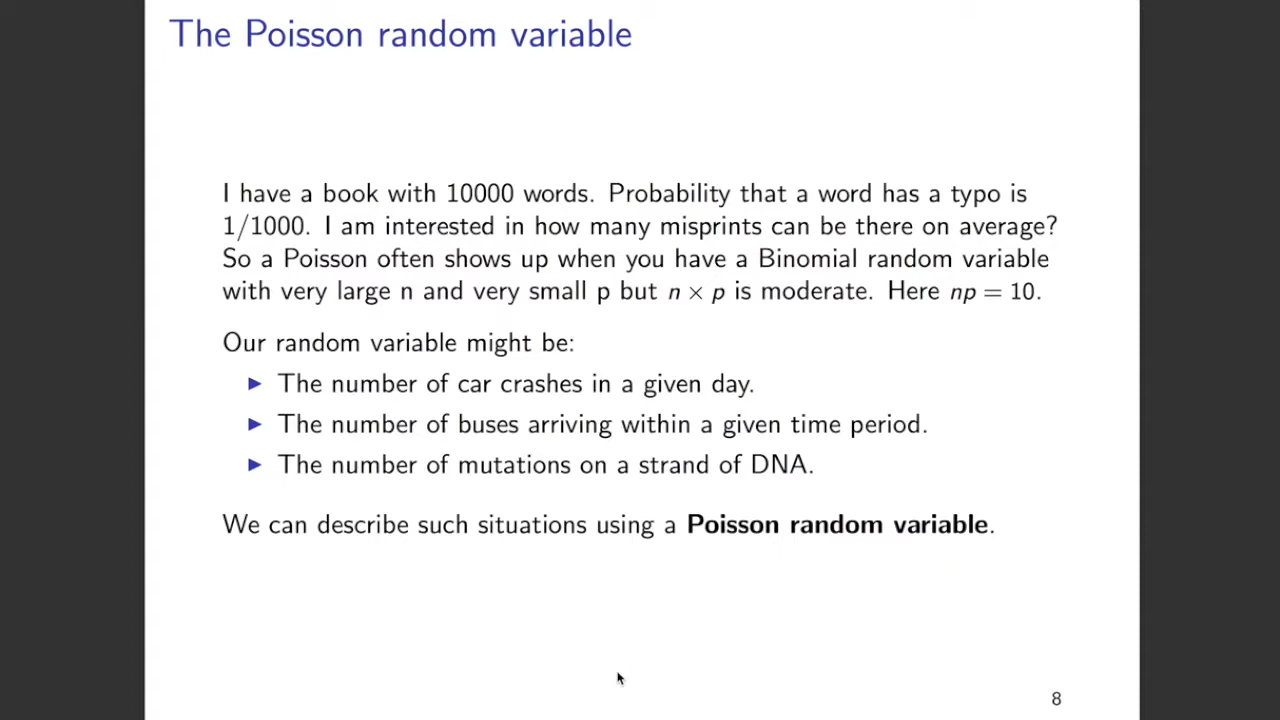 The Poisson random variable
I have a book with 10000 words. Probability that a word has a typo is
1/1000. I am interested in how many misprints can be there on average?
So a Poisson often shows up when you have a Binomial random variable
with very large n and very small p but n × p is moderate. Here np = 10.
Our random variable might be:
▶ The number of car crashes in a given day.
▶ The number of buses arriving within a given time period.
▶ The number of mutations on a strand of DNA.
We can describe such situations using a Poisson random variable.
8